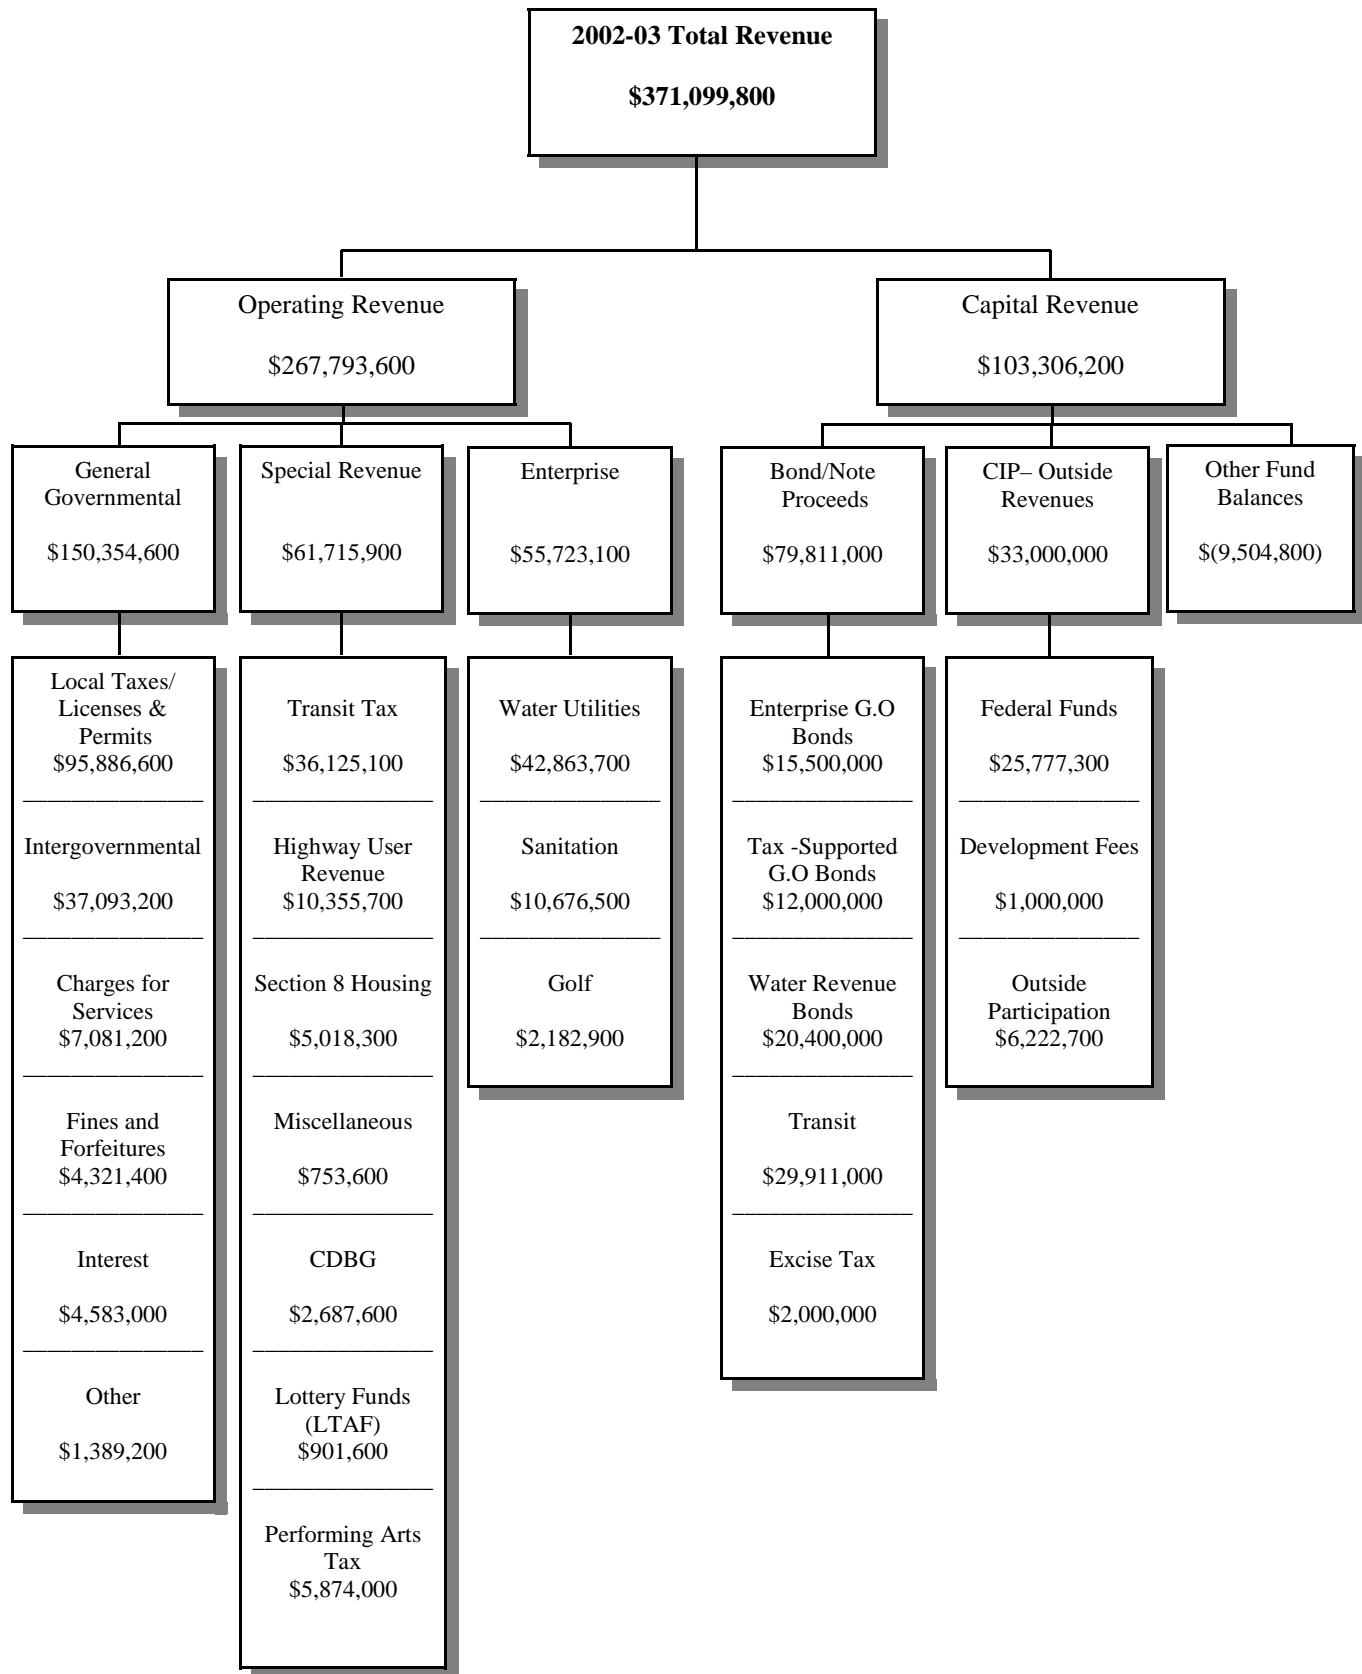 2002-03 Total Revenue
$371,099,800
Operating Revenue
$267,793,600
Capital Revenue
$103,306,200
General
Governmental
$150,354,600
Special Revenue
$61,715,900
Enterprise
$55,723,100
Bond/Note
Proceeds
$79,811,000
CIP– Outside
Revenues
$33,000,000
Other Fund
Balances
$(9,504,800)
Local Taxes/
Licenses &
Permits
$95,886,600
Intergovernmental
$37,093,200
Charges for
Services
$7,081,200
Fines and
Forfeitures
$4,321,400
Interest
$4,583,000
Other
$1,389,200
Transit Tax
$36,125,100
Highway User
Revenue
$10,355,700
Section 8 Housing
$5,018,300
Miscellaneous
$753,600
CDBG
$2,687,600
Lottery Funds
(LTAF)
$901,600
Performing Arts
Tax
$5,874,000
Water Utilities
$42,863,700
Sanitation
$10,676,500
Golf
$2,182,900
Enterprise G.O
Bonds
$15,500,000
Tax -Supported
G.O Bonds
$12,000,000
Water Revenue
Bonds
$20,400,000
Transit
$29,911,000
Excise Tax
$2,000,000
Federal Funds
$25,777,300
Development Fees
$1,000,000
Outside
Participation
$6,222,700